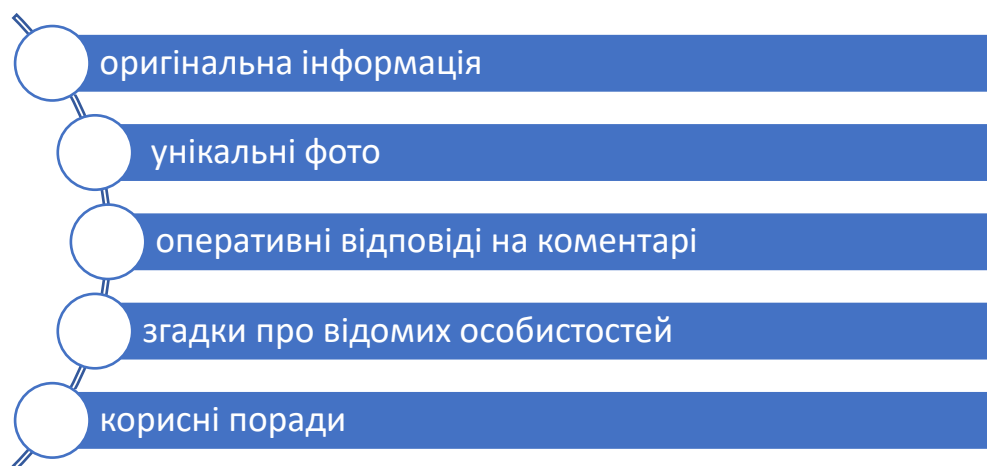 оригінальна інформація
унікальні фото
оперативні відповіді на коментарі
згадки про відомих особистостей
корисні поради